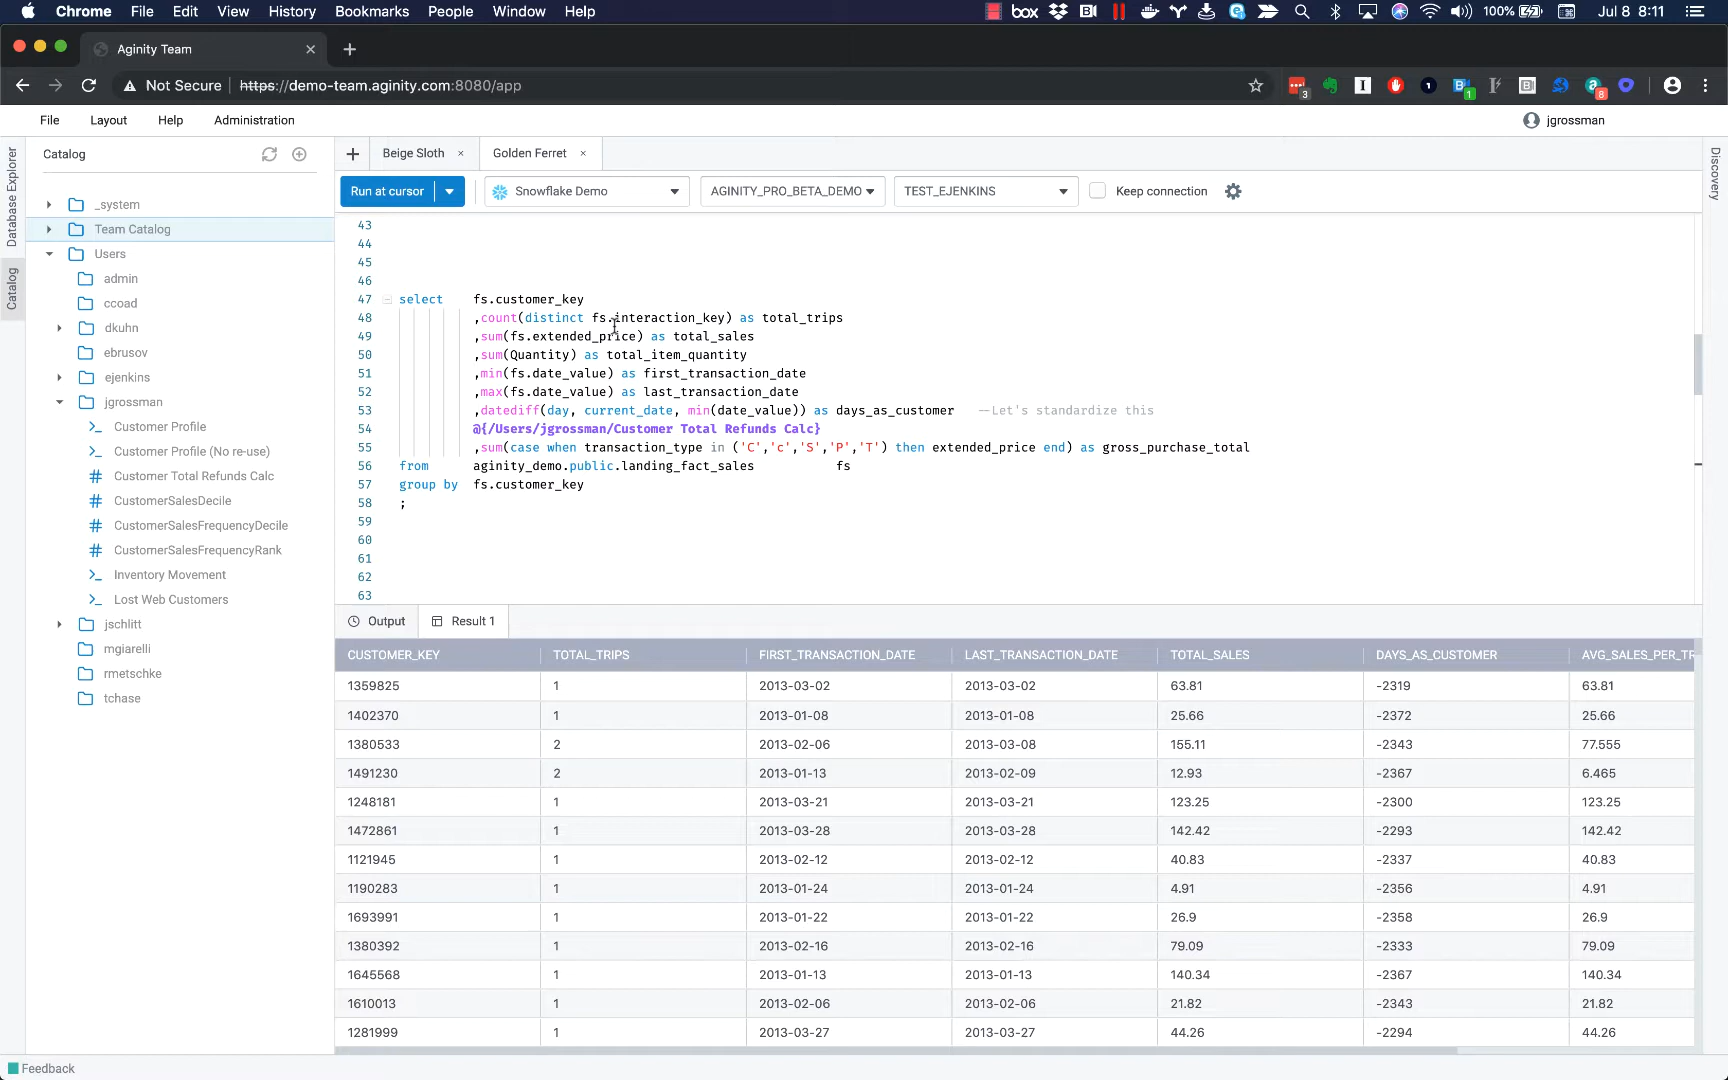 Chrome File Edit View History Bookmarks People Window Help
box 100% Jul 8 8:11
Aginity Team
Not Secure https://demo-team.aginity.com:8080/app
3 1 8
File Layout Help Administration jgrossman
Database Explorer
Catalog
Discovery
Catalog
_system
Team Catalog
Users
admin
ccoad
dkuhn
ebrusov
ejenkins
jgrossman
Customer Profile
Customer Profile (No re-use)
Customer Total Refunds Calc
CustomerSalesDecile
CustomerSalesFrequencyDecile
CustomerSalesFrequencyRank
Inventory Movement
Lost Web Customers
jschlitt
mgiarelli
rmetschke
tchase
Beige Sloth Golden Ferret
Run at cursor Snowflake Demo AGINITY_PRO_BETA_DEMO TEST_EJENKINS Keep connection
43
44
45
46
47 select fs.customer_key
48 ,count(distinct fs.interaction_key) as total_trips
49 ,sum(fs.extended_price) as total_sales
50 ,sum(Quantity) as total_item_quantity
51 ,min(fs.date_value) as first_transaction_date
52 ,max(fs.date_value) as last_transaction_date
53 ,datediff(day, current_date, min(date_value)) as days_as_customer --Let's standardize this
54 @{/Users/jgrossman/Customer Total Refunds Calc}
55 ,sum(case when transaction_type in ('C','c','S','P','T') then extended_price end) as gross_purchase_total
56 from aginity_demo.public.landing_fact_sales fs
57 group by fs.customer_key
58 ;
59
60
61
62
63
Output Result 1
CUSTOMER_KEY TOTAL_TRIPS FIRST_TRANSACTION_DATE LAST_TRANSACTION_DATE TOTAL_SALES DAYS_AS_CUSTOMER AVG_SALES_PER_TR
1359825 1 2013-03-02 2013-03-02 63.81 -2319 63.81
1402370 1 2013-01-08 2013-01-08 25.66 -2372 25.66
1380533 2 2013-02-06 2013-03-08 155.11 -2343 77.555
1491230 2 2013-01-13 2013-02-09 12.93 -2367 6.465
1248181 1 2013-03-21 2013-03-21 123.25 -2300 123.25
1472861 1 2013-03-28 2013-03-28 142.42 -2293 142.42
1121945 1 2013-02-12 2013-02-12 40.83 -2337 40.83
1190283 1 2013-01-24 2013-01-24 4.91 -2356 4.91
1693991 1 2013-01-22 2013-01-22 26.9 -2358 26.9
1380392 1 2013-02-16 2013-02-16 79.09 -2333 79.09
1645568 1 2013-01-13 2013-01-13 140.34 -2367 140.34
1610013 1 2013-02-06 2013-02-06 21.82 -2343 21.82
1281999 1 2013-03-27 2013-03-27 44.26 -2294 44.26
Feedback